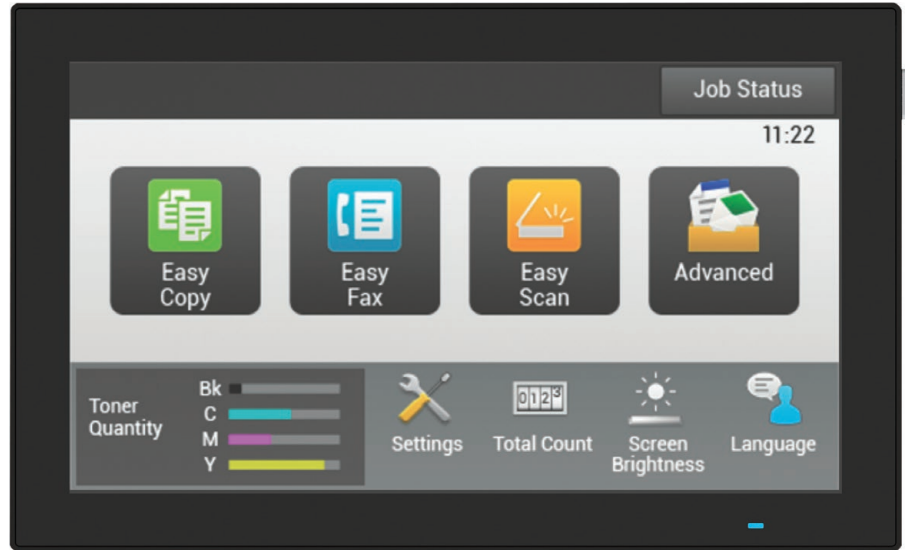 Job Status
11:22
Easy
Copy
Easy
Fax
Easy
Scan
Advanced
Toner
Quantity
Bk
C
M
Y
Settings
0123
Total Count
Screen
Brightness
Language